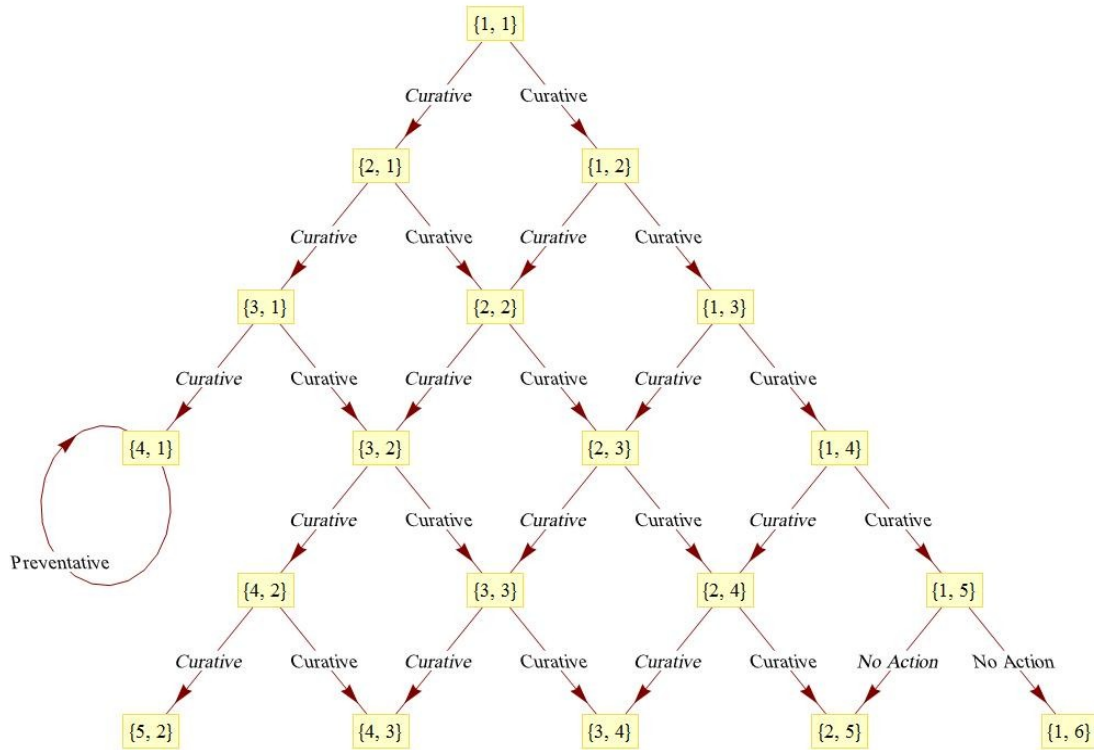 {1, 1}
Curative Curative
{2, 1} {1, 2}
Curative Curative Curative Curative
{3, 1} {2, 2} {1, 3}
Curative Curative Curative Curative Curative Curative
{4, 1} {3, 2} {2, 3} {1, 4}
Curative Curative Curative Curative Curative Curative
Preventative
{4, 2} {3, 3} {2, 4} {1, 5}
Curative Curative Curative Curative Curative Curative No Action No Action
{5, 2} {4, 3} {3, 4} {2, 5} {1, 6}